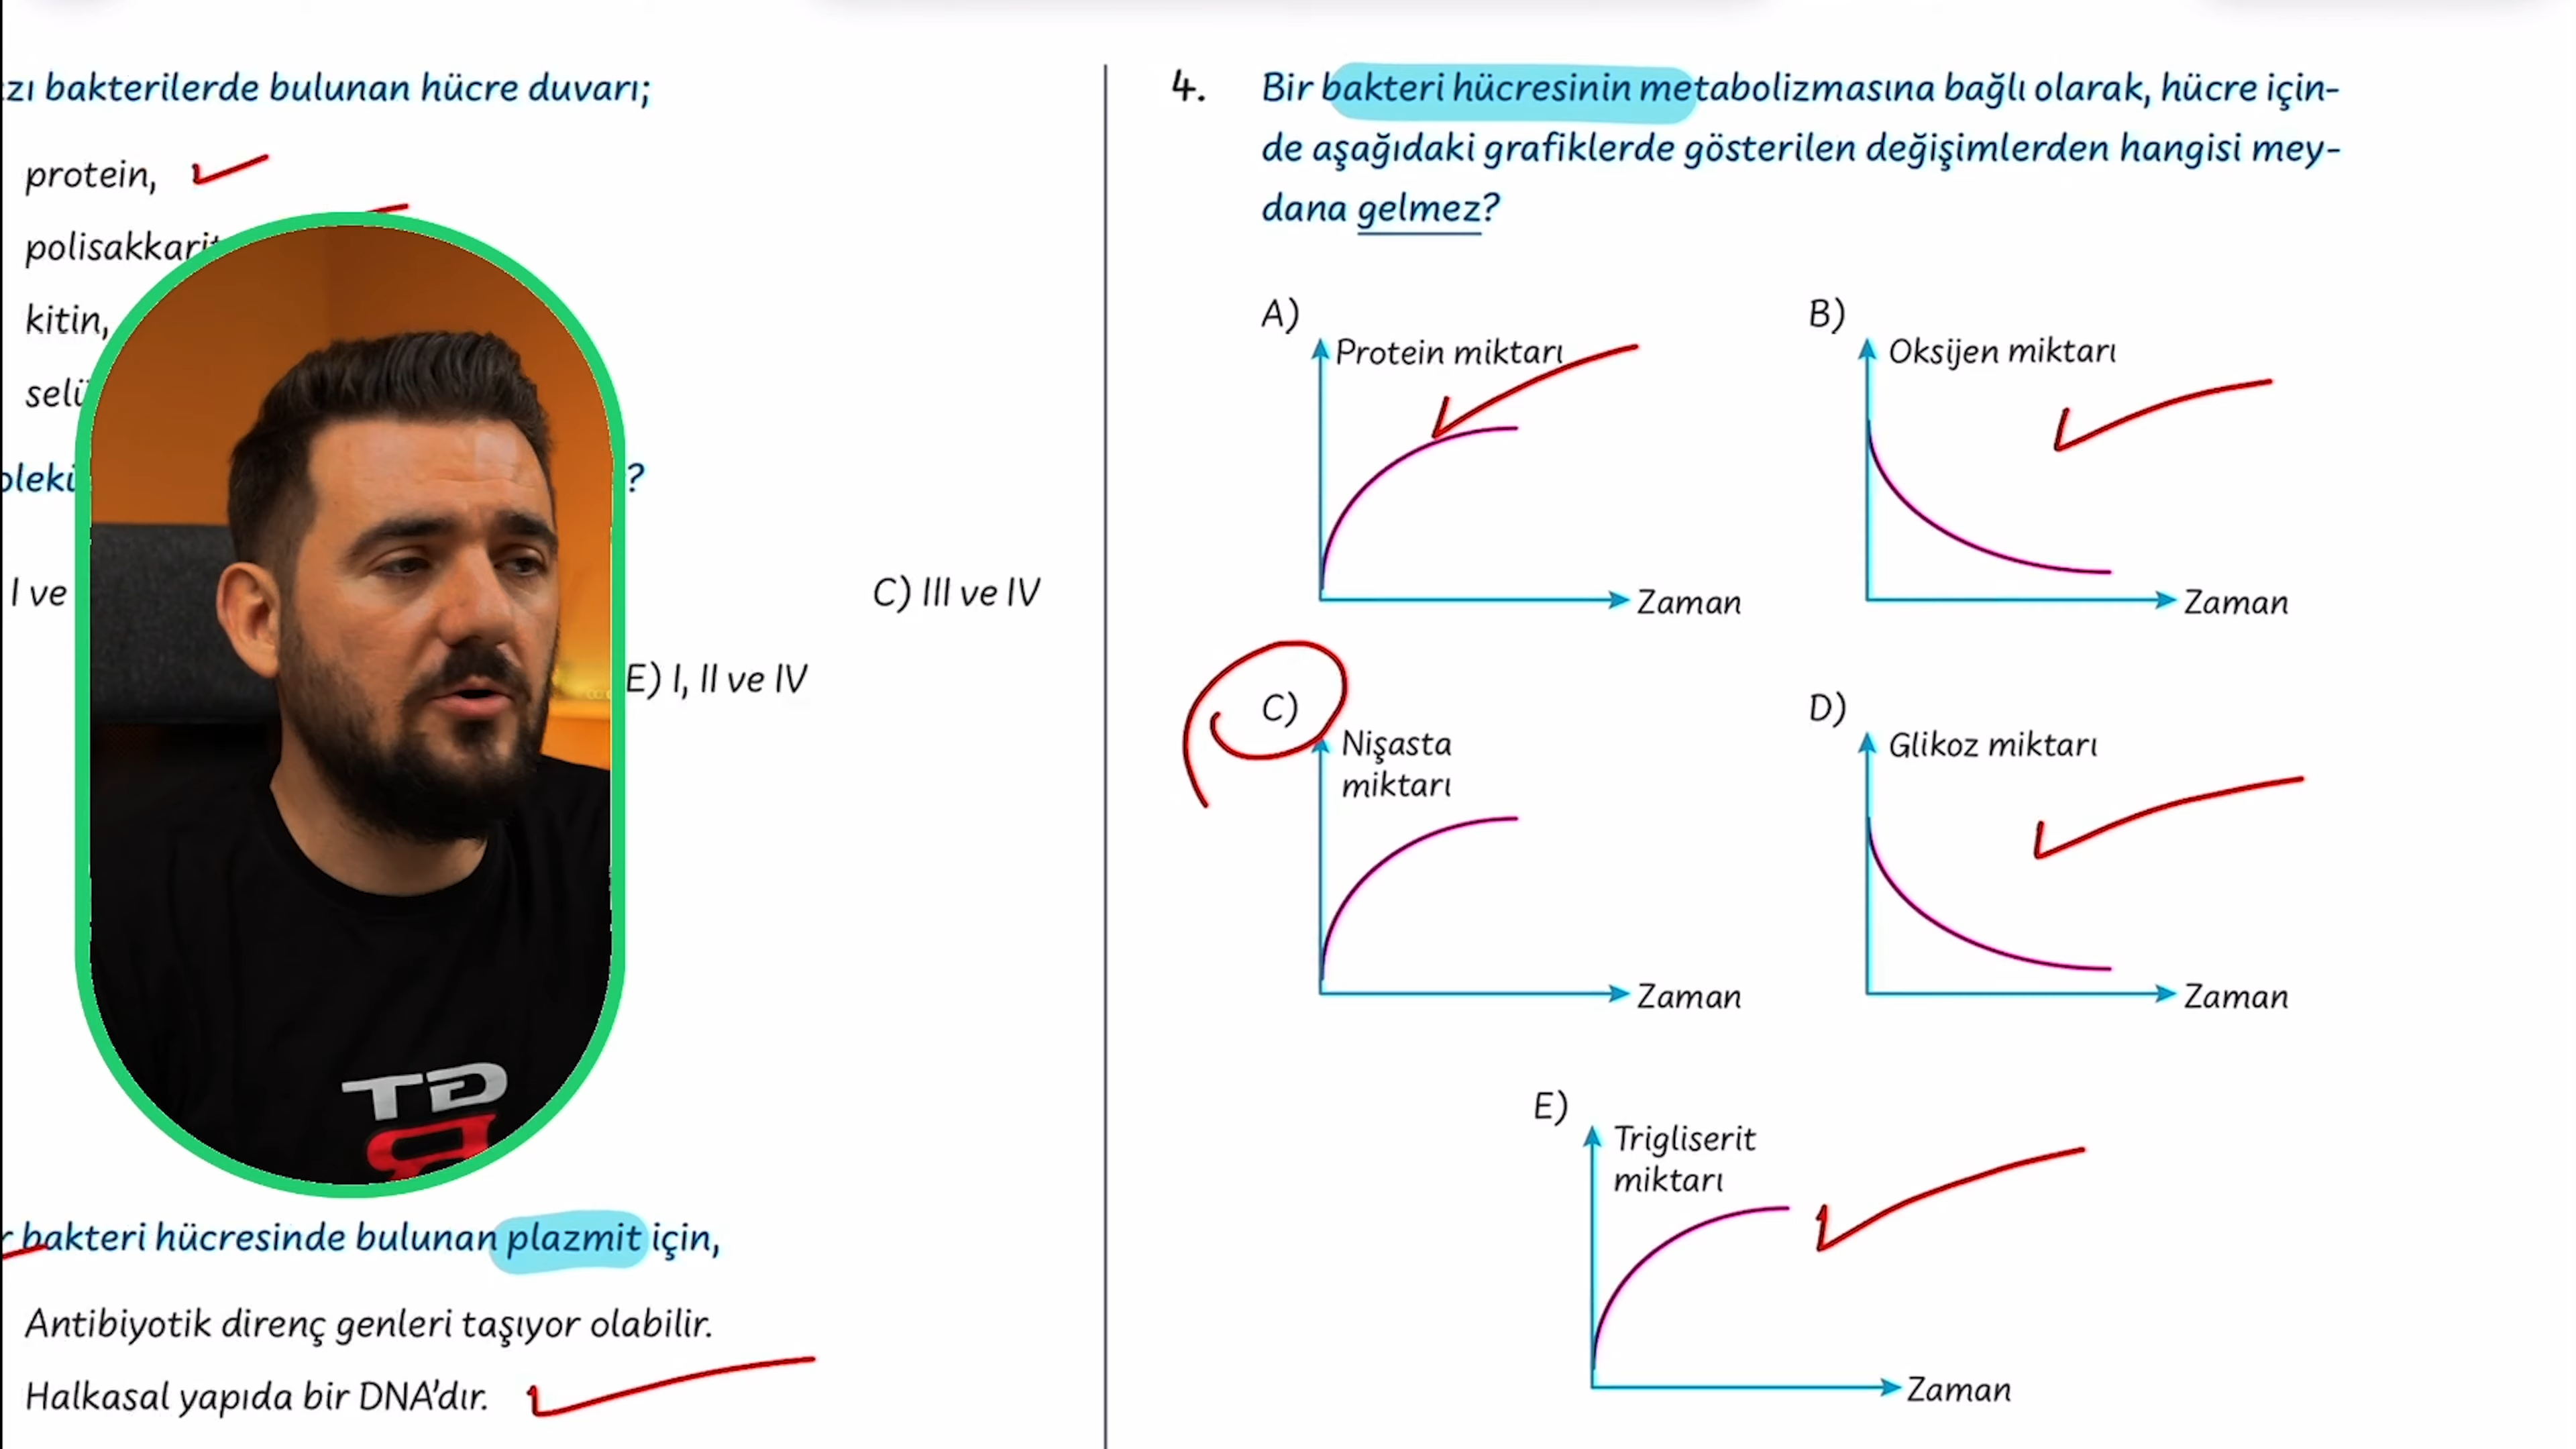 zı bakterilerde bulunan hücre duvarı;
protein,
polisakkarit
kitin,
selü
olekü ?
I ve
C) III ve IV
E) I, II ve IV
TD
bakteri hücresinde bulunan plazmit için,
Antibiyotik direnç genleri taşıyor olabilir.
Halkasal yapıda bir DNA'dır.
4. Bir bakteri hücresinin metabolizmasına bağlı olarak, hücre için-
de aşağıdaki grafiklerde gösterilen değişimlerden hangisi mey-
dana gelmez?
A)
Protein miktarı
Zaman
B)
Oksijen miktarı
Zaman
C)
Nişasta
miktarı
Zaman
D)
Glikoz miktarı
Zaman
E)
Trigliserit
miktarı
Zaman